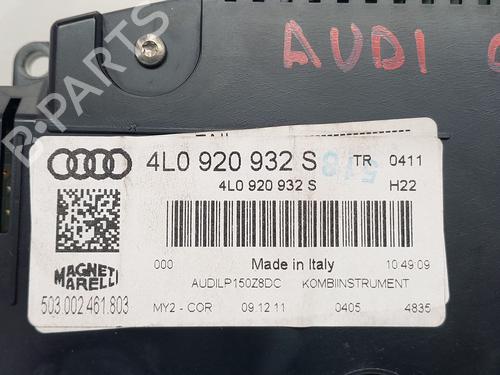 AUDI
B-PARTS
4L0 920 932 S
TR 0411
4L0 920 932 S
H22
518
000 Made in Italy 10:49:09
MAGNETI MARELLI
AUDILP150Z8DC KOMBIINSTRUMENT
503.002.461.803
MY2 - COR 09.12.11 0405 4835